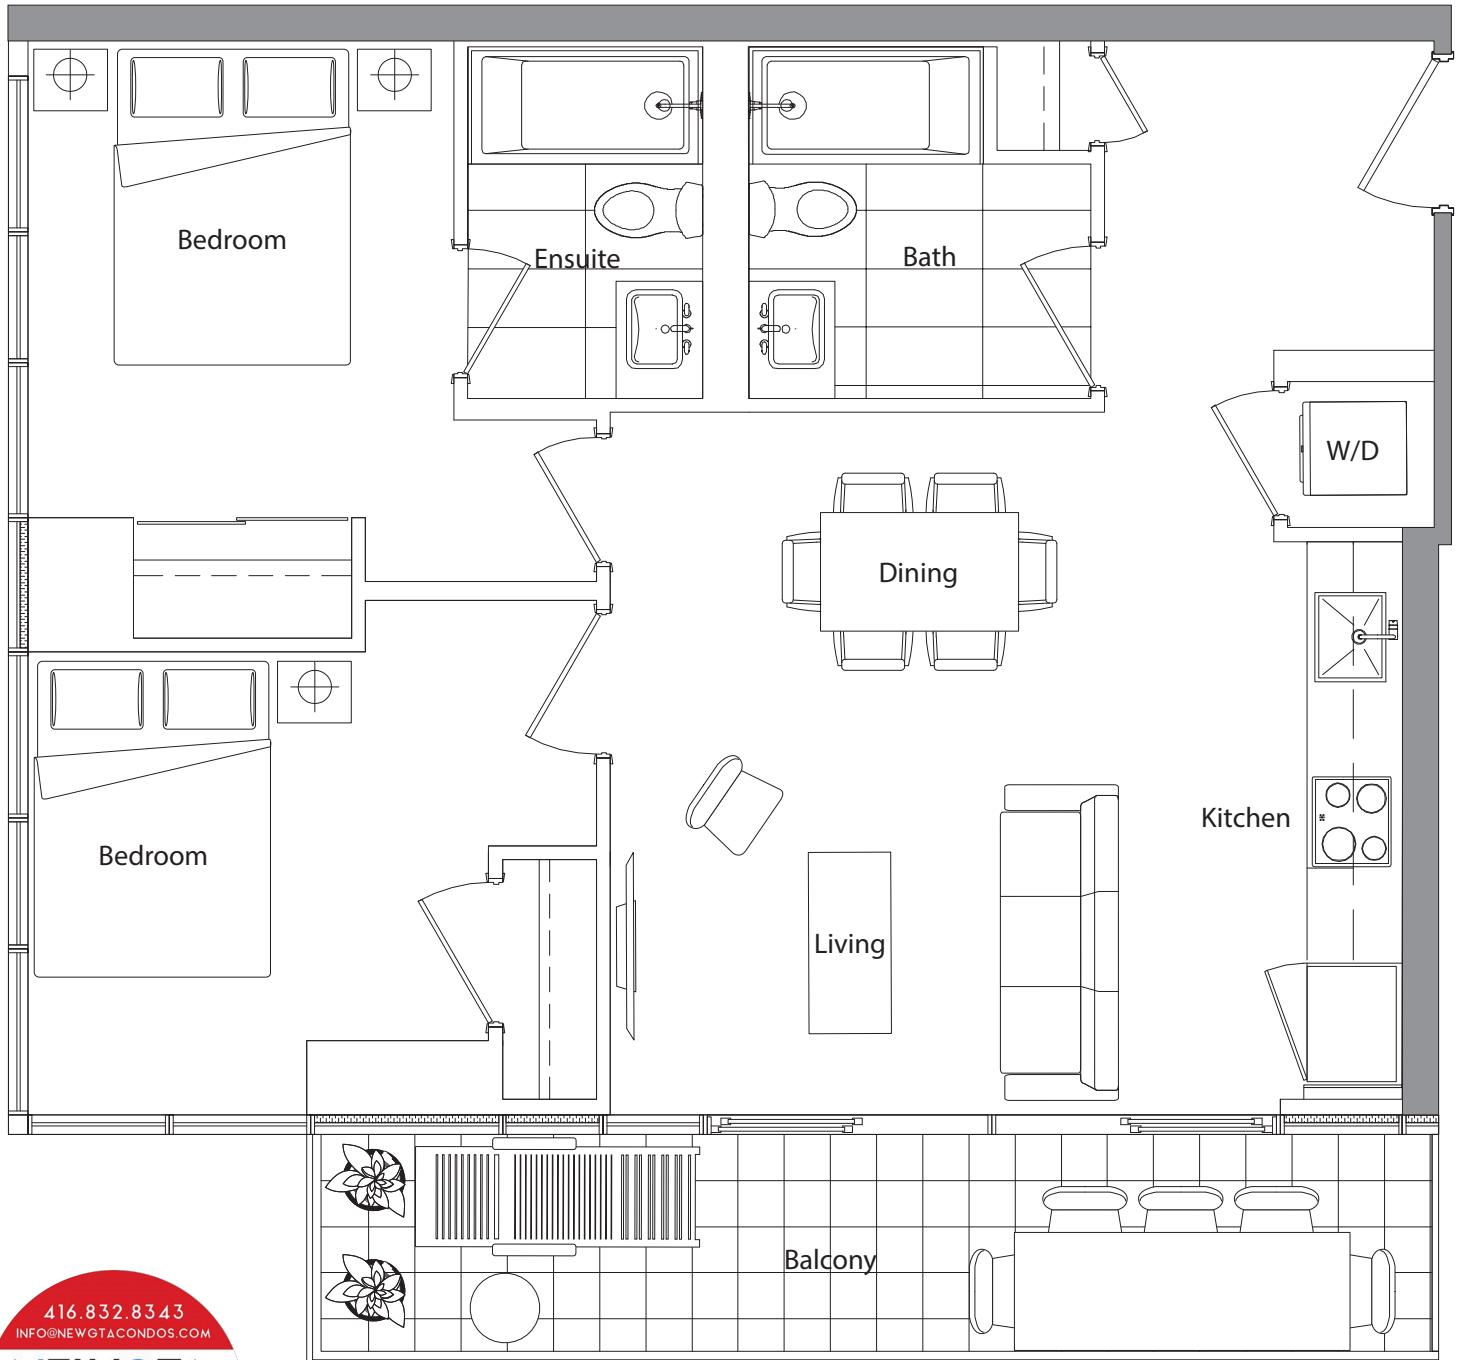 Bedroom
Ensuite
Bath
W/D
Dining
Kitchen
Bedroom
Living
Balcony
416.832.8343
INFO@NEWGTACONDOS.COM